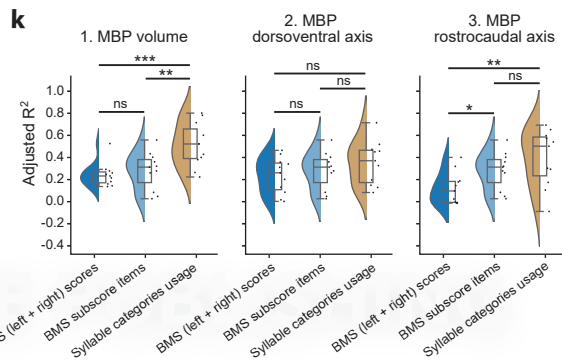 k
1. MBP volume
2. MBP
dorsoventral axis
3. MBP
rostrocaudal axis
***
**
ns
ns
ns
ns
**
ns
*
Adjusted R²
1.0
0.8
0.6
0.4
0.2
0.0
-0.2
-0.4
(left + right) scores
BMS subscore items
Syllable categories usage
BMS (left + right) scores
BMS subscore items
Syllable categories usage
BMS (left + right) scores
BMS subscore items
Syllable categories usage